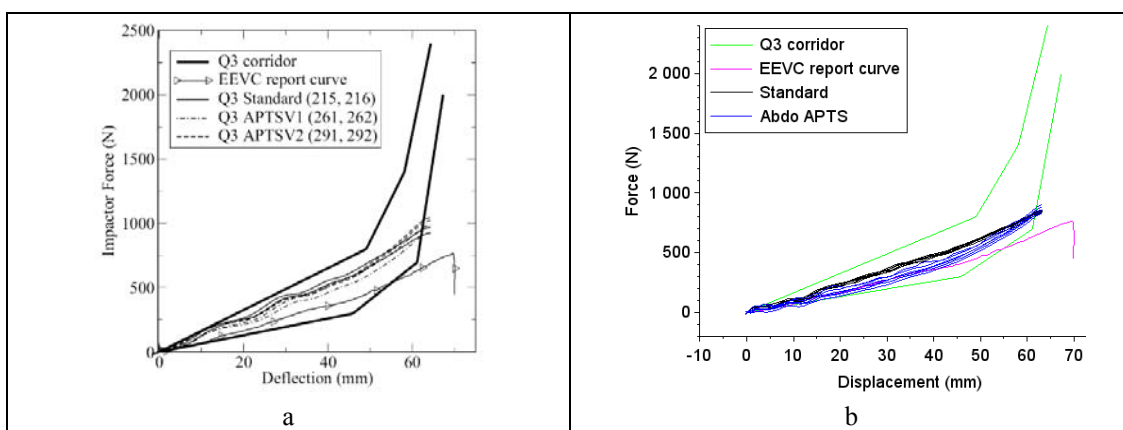 2500
2000
1500
1000
500
0
Impactor Force (N)
Q3 corridor
EEVC report curve
Q3 Standard (215, 216)
Q3 APTSV1 (261, 262)
Q3 APTSV2 (291, 292)
0 20 40 60 80
Deflection (mm)
a
2 000
1 500
1 000
500
0
Force (N)
Q3 corridor
EEVC report curve
Standard
Abdo APTS
-10 0 10 20 30 40 50 60 70
Displacement (mm)
b